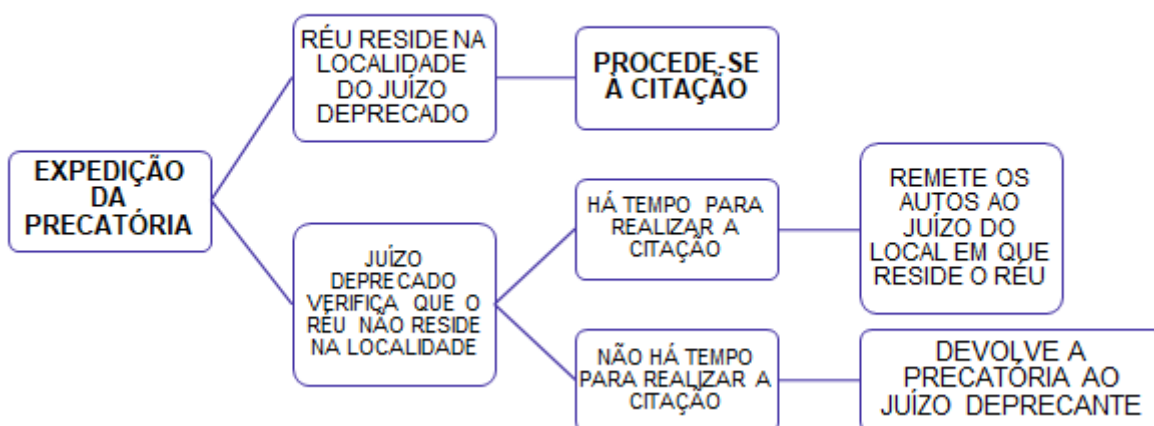 RÉU RESIDE NA
LOCALIDADE
DO JUÍZO
DEPRECADO
PROCEDE-SE
À CITAÇÃO
EXPEDIÇÃO
DA
PRECATÓRIA
JUÍZO
DEPRECADO
VERIFICA QUE O
RÉU NÃO RESIDE
NA LOCALIDADE
HÁ TEMPO PARA
REALIZAR A
CITAÇÃO
REMETE OS
AUTOS AO
JUÍZO DO
LOCAL EM QUE
RESIDE O RÉU
NÃO HÁ TEMPO
PARA REALIZAR A
CITAÇÃO
DEVOLVE A
PRECATÓRIA AO
JUÍZO DEPRECANTE